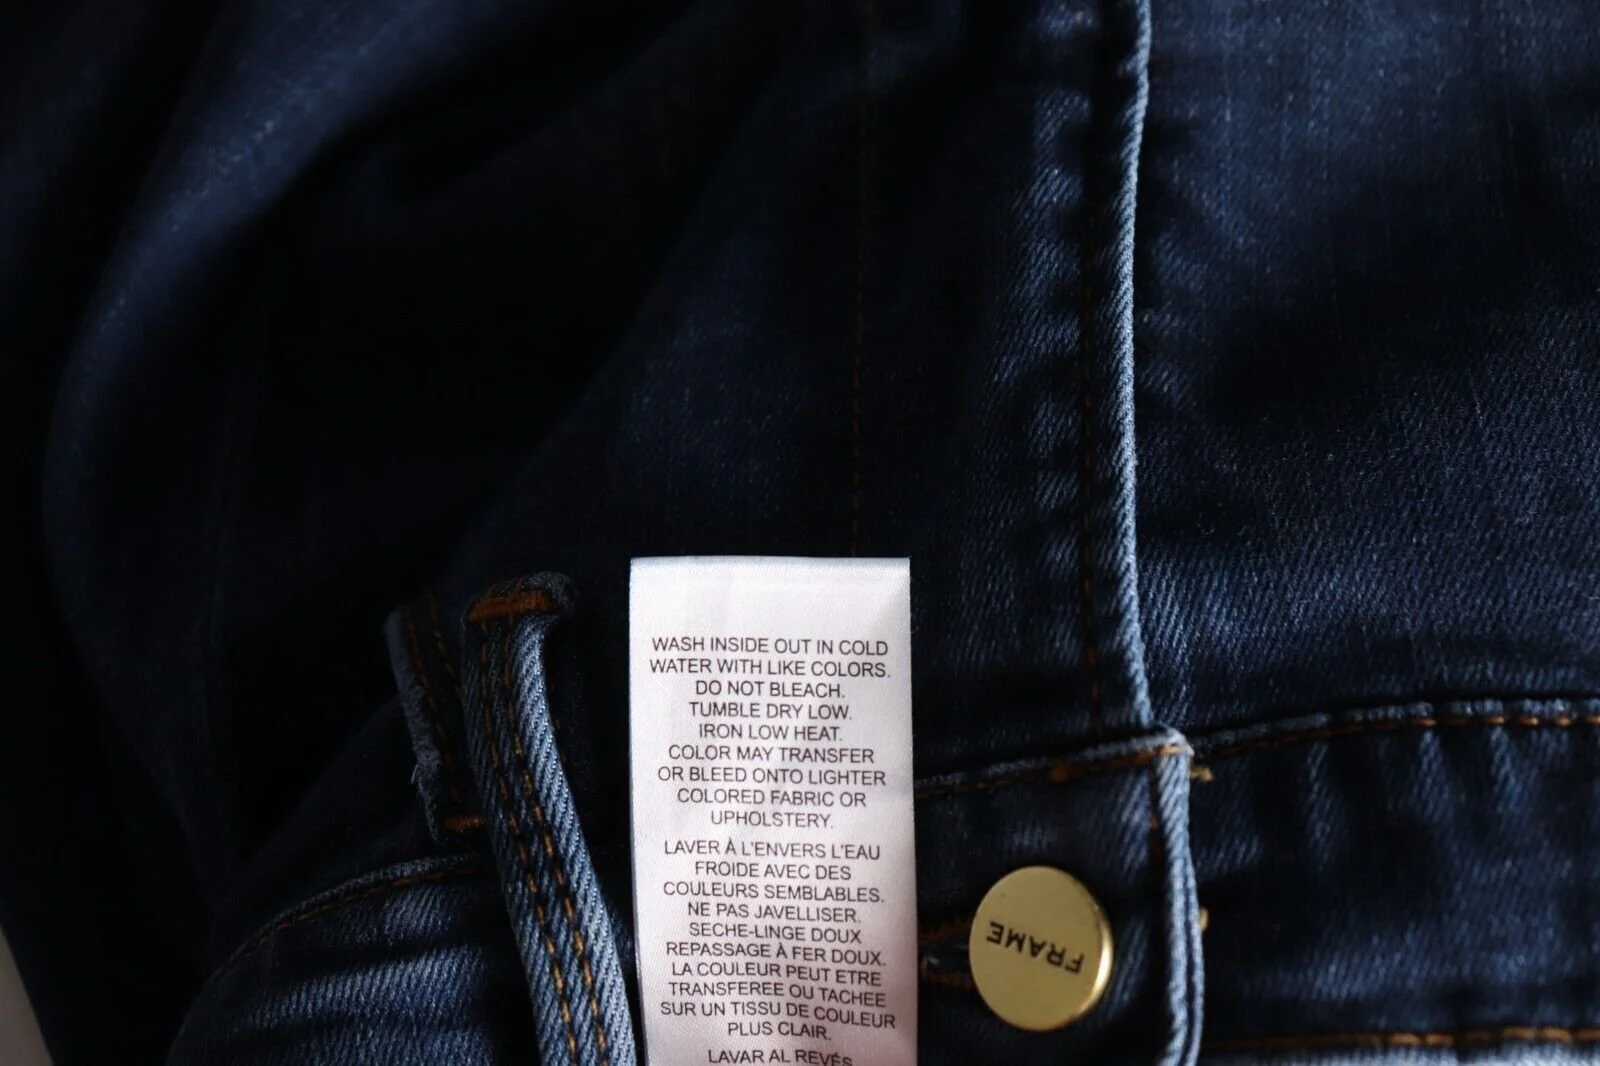 WASH INSIDE OUT IN COLD
WATER WITH LIKE COLORS.
DO NOT BLEACH.
TUMBLE DRY LOW.
IRON LOW HEAT.
COLOR MAY TRANSFER
OR BLEED ONTO LIGHTER
COLORED FABRIC OR
UPHOLSTERY.
LAVER À L'ENVERS L'EAU
FROIDE AVEC DES
COULEURS SEMBLABLES.
NE PAS JAVELLISER.
SECHE-LINGE DOUX
REPASSAGE À FER DOUX.
LA COULEUR PEUT ETRE
TRANSFEREE OU TACHEE
SUR UN TISSU DE COULEUR
PLUS CLAIR.
LAVAR AL REVÉS
FRAME